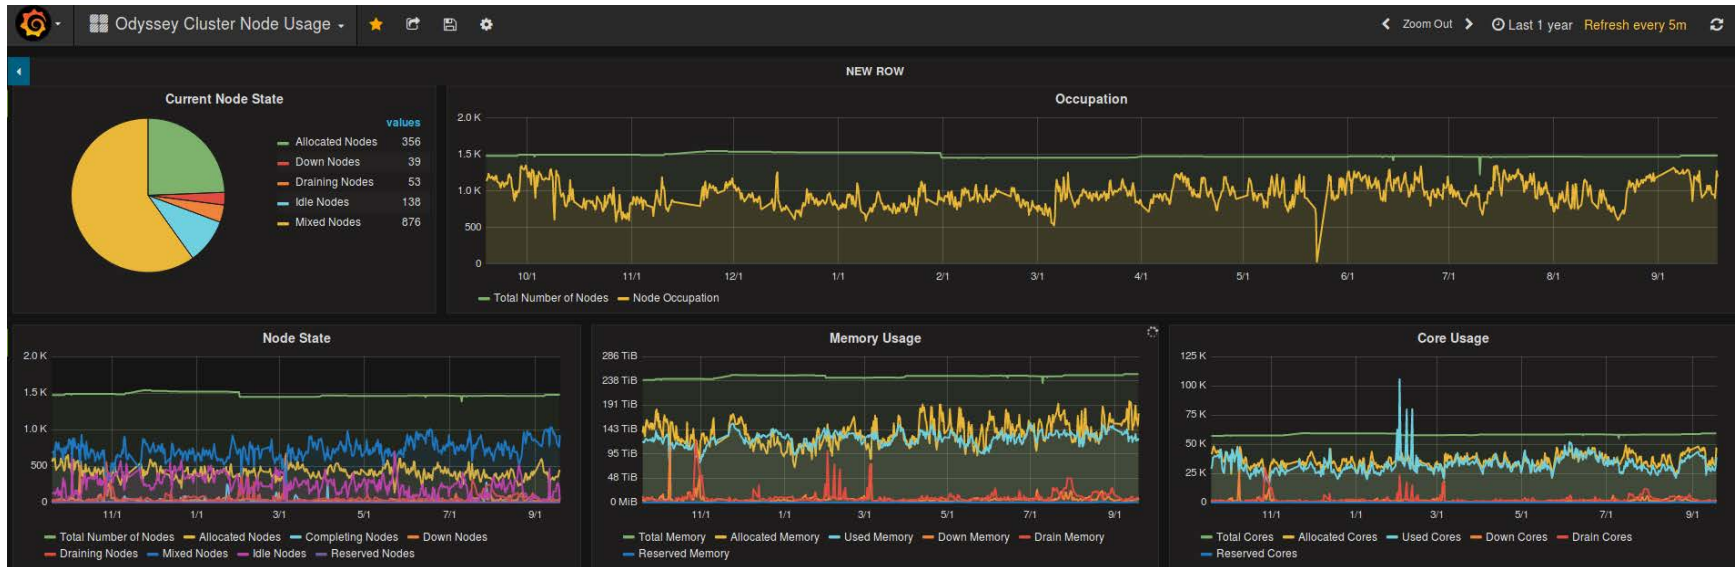 Odyssey Cluster Node Usage
Zoom Out Last 1 year Refresh every 5m
NEW ROW
Current Node State
values
Allocated Nodes 356
Down Nodes 39
Draining Nodes 53
Idle Nodes 138
Mixed Nodes 876
Occupation
2.0 K
1.5 K
1.0 K
500
0
10/1 11/1 12/1 1/1 2/1 3/1 4/1 5/1 6/1 7/1 8/1 9/1
Total Number of Nodes Node Occupation
Node State
2.0 K
1.5 K
1.0 K
500
0
11/1 1/1 3/1 5/1 7/1 9/1
Total Number of Nodes Allocated Nodes Completing Nodes Down Nodes
Draining Nodes Mixed Nodes Idle Nodes Reserved Nodes
Memory Usage
286 TiB
238 TiB
191 TiB
143 TiB
95 TiB
48 TiB
0 MiB
11/1 1/1 3/1 5/1 7/1 9/1
Total Memory Allocated Memory Used Memory Down Memory Drain Memory
Reserved Memory
Core Usage
125 K
100 K
75 K
50 K
25 K
0
11/1 1/1 3/1 5/1 7/1 9/1
Total Cores Allocated Cores Used Cores Down Cores Drain Cores
Reserved Cores